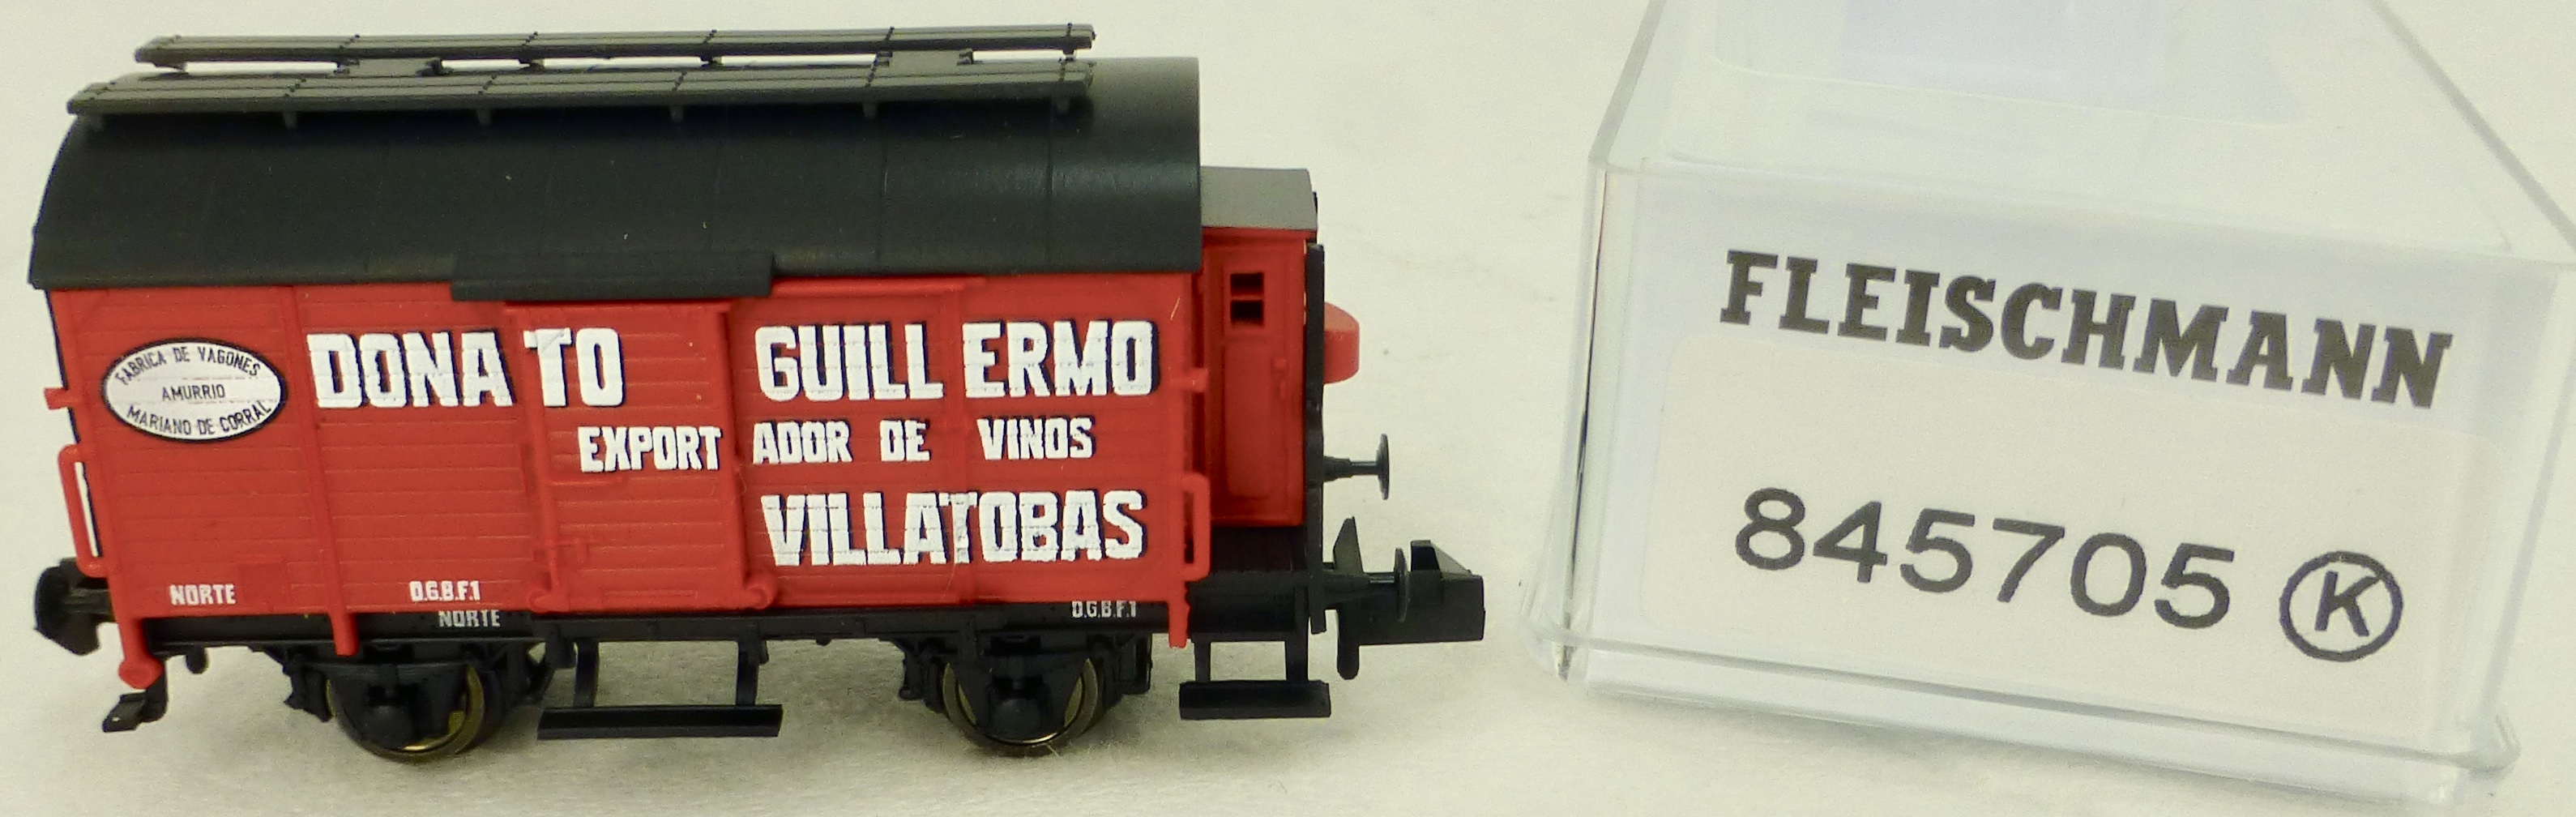 FABRICA DE VAGONES
AMURRIO
MARIANO DE CORRAL
DONATO GUILLERMO
EXPORTADOR DE VINOS
VILLATOBAS
NORTE
D.G.B.F.1
NORTE
D.G.B.F.1
FLEISCHMANN
845705 K